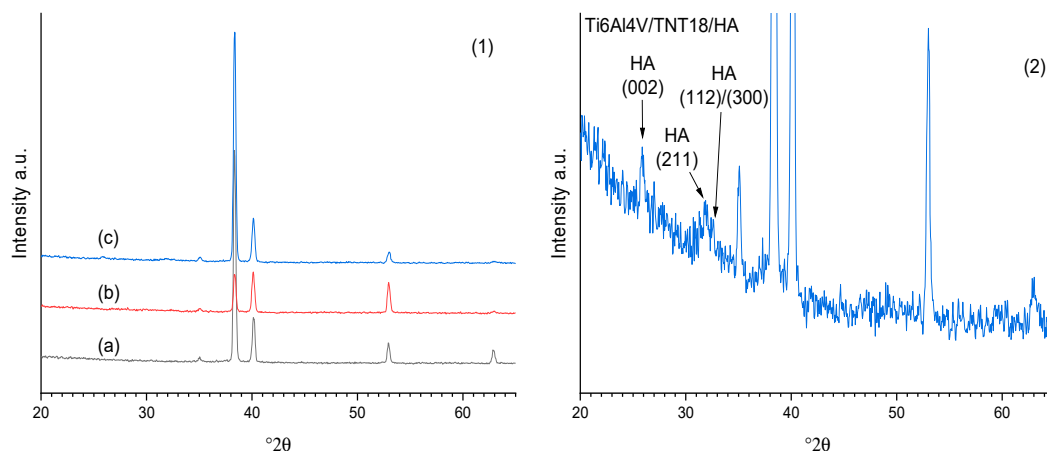 (1)
(c)
(b)
(a)
Intensity a.u.
20 30 40 50 60
°2θ
Ti6Al4V/TNT18/HA
(2)
HA
(002)
HA
(112)/(300)
HA
(211)
Intensity a.u.
20 30 40 50 60
°2θ